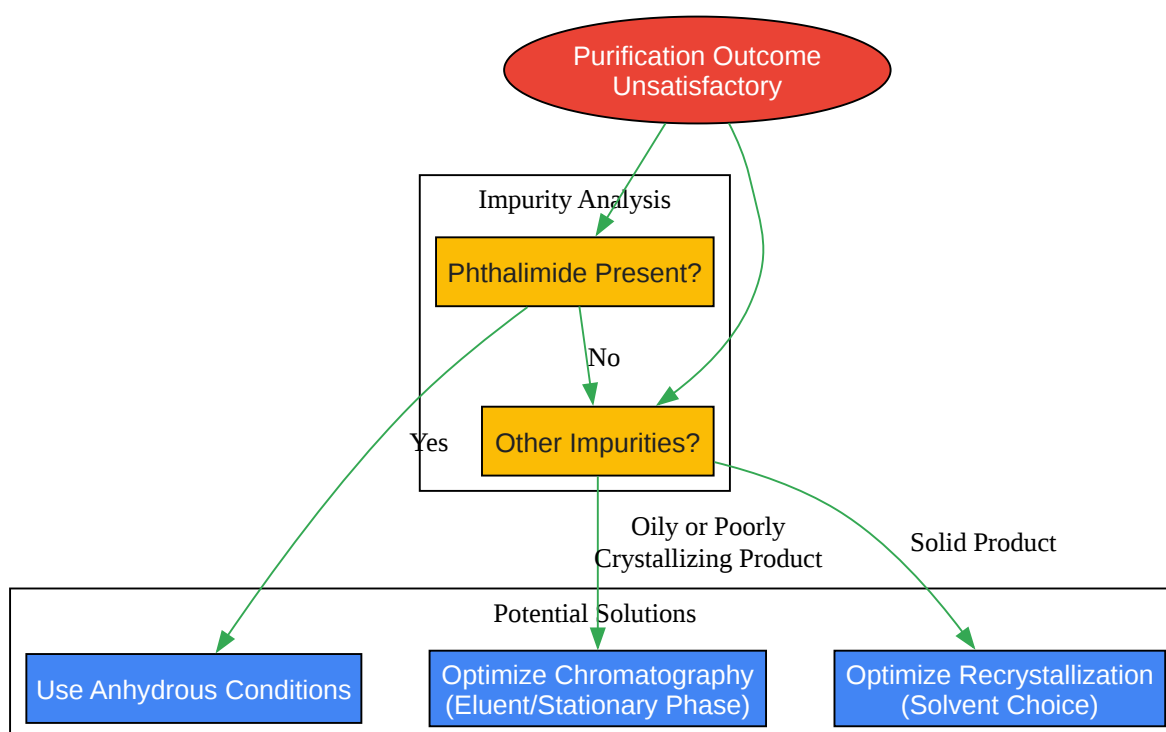 Purification Outcome
Unsatisfactory
Impurity Analysis
Phthalimide Present?
No
Yes
Other Impurities?
Oily or Poorly
Crystallizing Product
Solid Product
Potential Solutions
Use Anhydrous Conditions
Optimize Chromatography
(Eluent/Stationary Phase)
Optimize Recrystallization
(Solvent Choice)